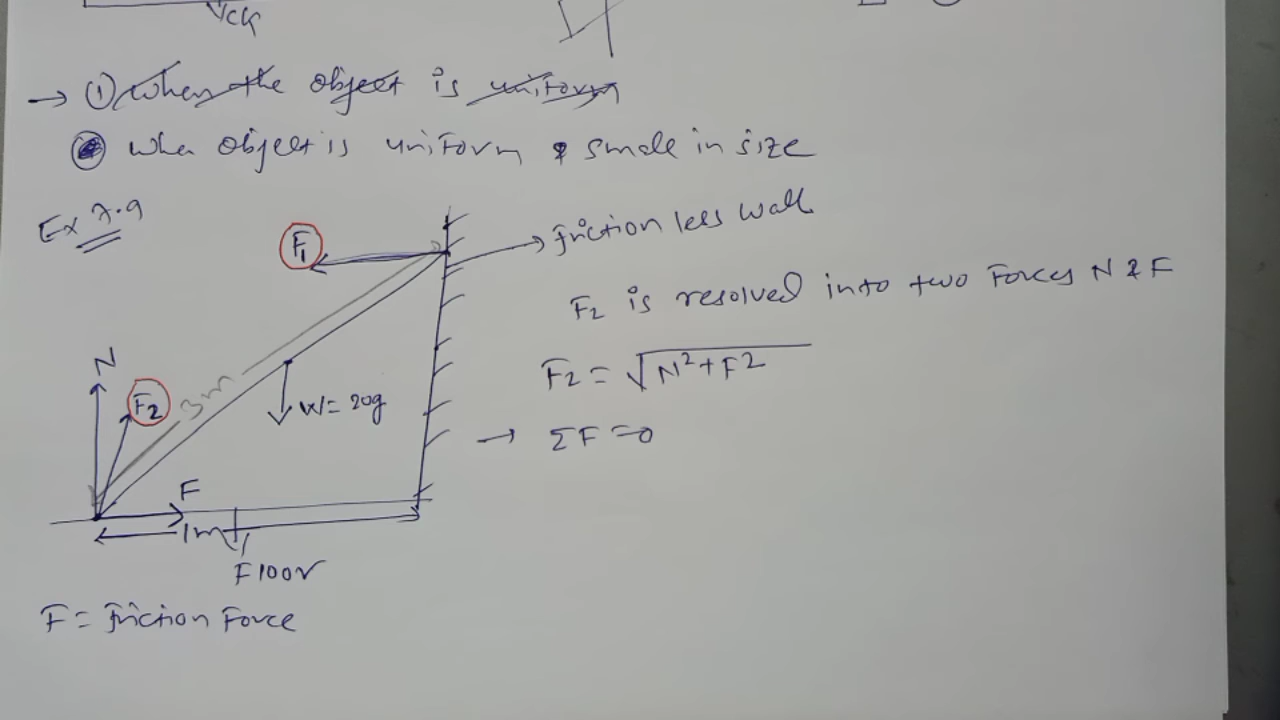 → ① When the object is uniform
when object is uniform & small in size
Ex 7.9
F₁
→ Friction less wall
F₂ is resolved into two Forces N & F
N
F₂
3m
W = 20g
F₂ = √N²+F²
→ ΣF = 0
F
1m
Floor
F = Friction Force